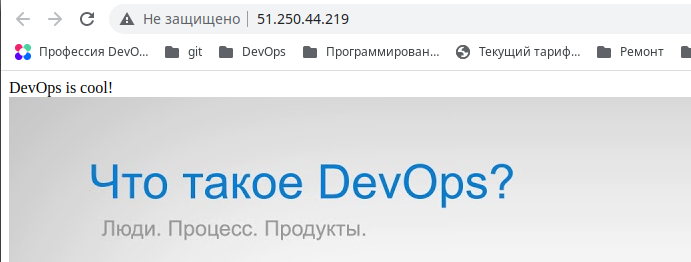 Не защищено | 51.250.44.219
Профессия DevO... git DevOps Программирован... Текущий тариф... Ремонт
DevOps is cool!
Что такое DevOps?
Люди. Процесс. Продукты.